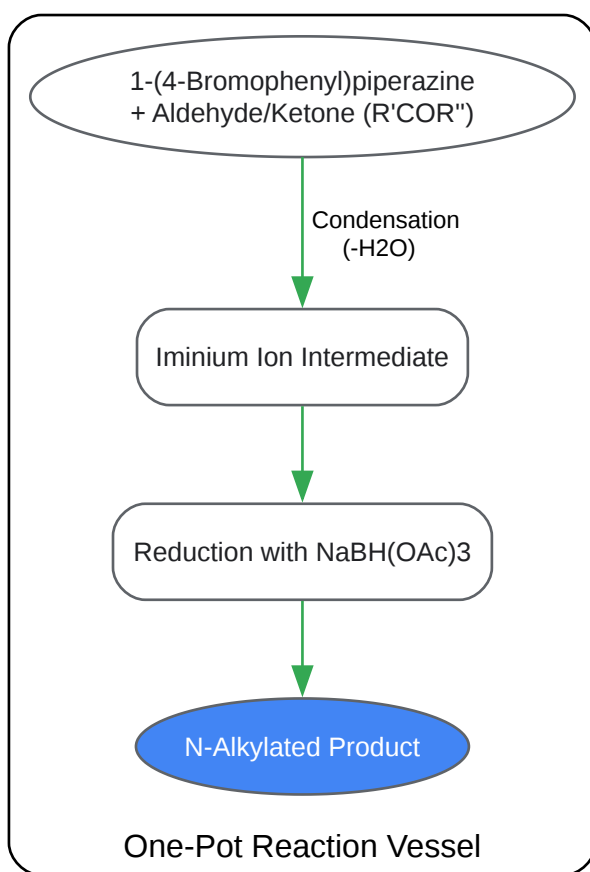 1-(4-Bromophenyl)piperazine
+ Aldehyde/Ketone (R'COR'')
Condensation
(-H2O)
Iminium Ion Intermediate
Reduction with NaBH(OAc)3
N-Alkylated Product
One-Pot Reaction Vessel